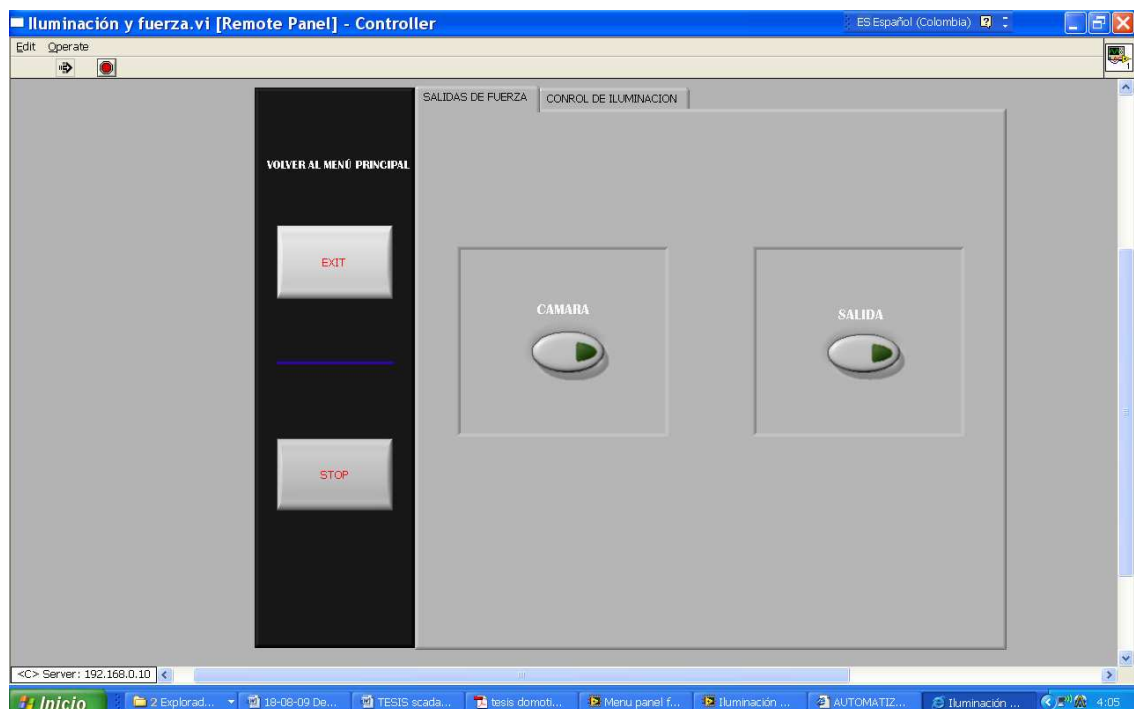 Iluminación y fuerza.vi [Remote Panel] - Controller
ES Español (Colombia)
Edit Operate
1
SALIDAS DE FUERZA
CONROL DE ILUMINACION
VOLVER AL MENÚ PRINCIPAL
EXIT
CAMARA
SALIDA
STOP
<C> Server: 192.168.0.10
Inicio
2 Explorad...
18-08-09 De...
TESIS scada...
tesis domoti...
Menu panel f...
Iluminación ...
AUTOMATIZ...
Iluminación ...
4:05